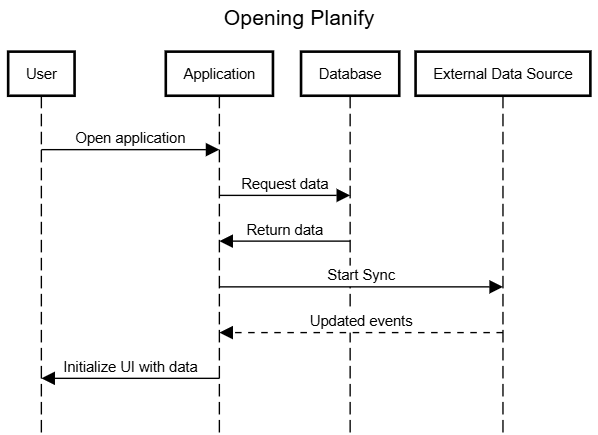 Opening Planify
User
Application
Database
External Data Source
Open application
Request data
Return data
Start Sync
Updated events
Initialize UI with data